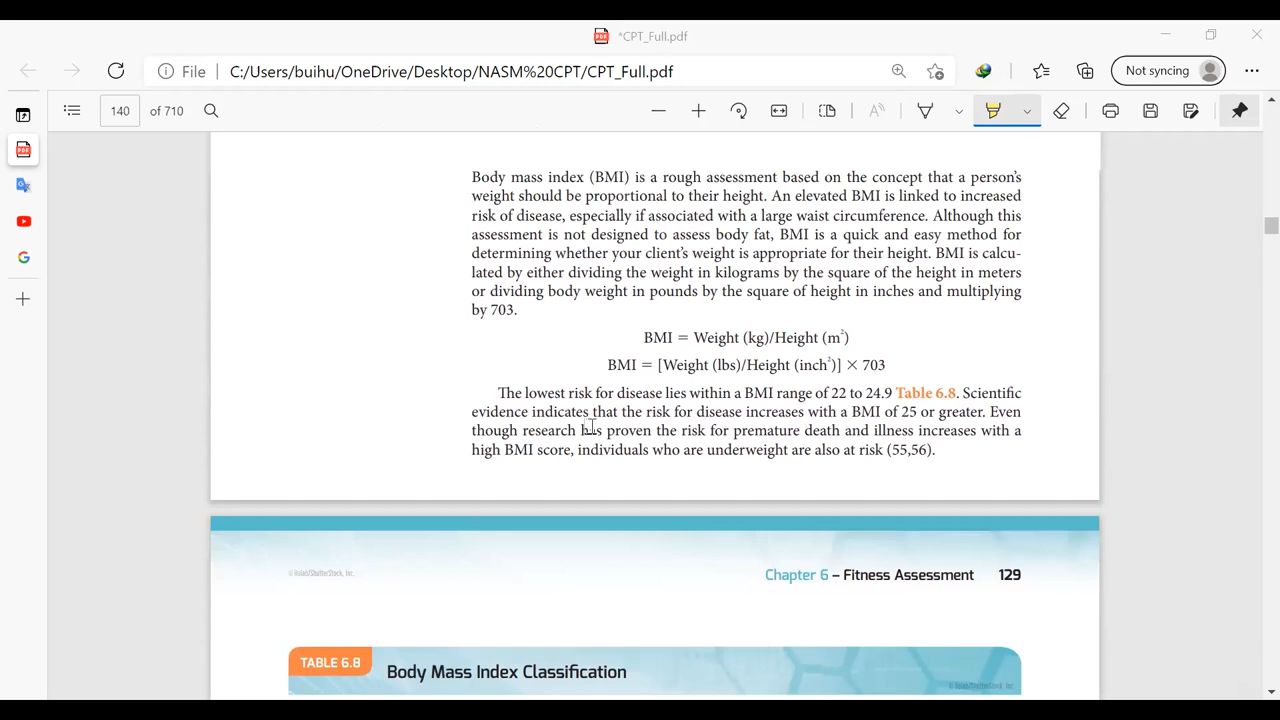 *CPT_Full.pdf
File
C:/Users/buihu/OneDrive/Desktop/NASM%20CPT/CPT_Full.pdf
Not syncing
140 of 710
Body mass index (BMI) is a rough assessment based on the concept that a person's
weight should be proportional to their height. An elevated BMI is linked to increased
risk of disease, especially if associated with a large waist circumference. Although this
assessment is not designed to assess body fat, BMI is a quick and easy method for
determining whether your client's weight is appropriate for their height. BMI is calcu-
lated by either dividing the weight in kilograms by the square of the height in meters
or dividing body weight in pounds by the square of height in inches and multiplying
by 703.
BMI = Weight (kg)/Height (m²)
BMI = [Weight (lbs)/Height (inch²)] × 703
The lowest risk for disease lies within a BMI range of 22 to 24.9 Table 6.8. Scientific
evidence indicates that the risk for disease increases with a BMI of 25 or greater. Even
though research has proven the risk for premature death and illness increases with a
high BMI score, individuals who are underweight are also at risk (55,56).
© Rolab/ShutterStock, Inc.
Chapter 6 – Fitness Assessment 129
TABLE 6.8
Body Mass Index Classification